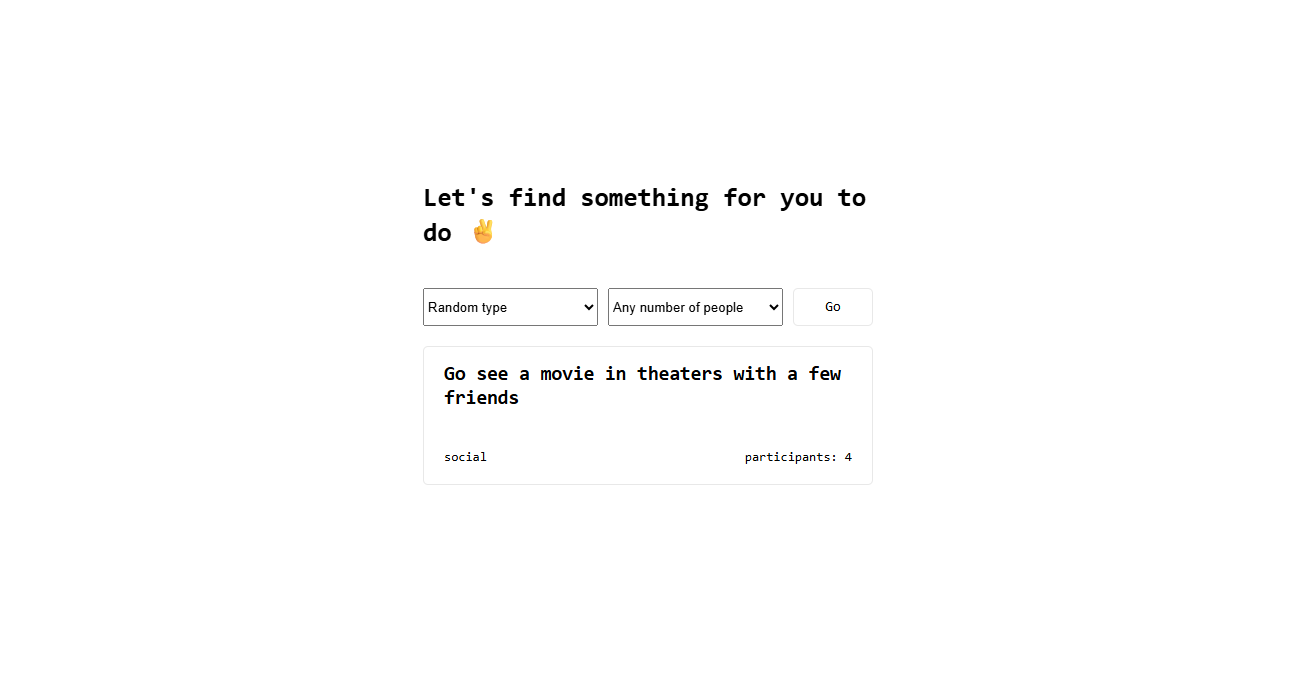 Let's find something for you to
do ✌️
Random type
Any number of people
Go
Go see a movie in theaters with a few
friends
social
participants: 4